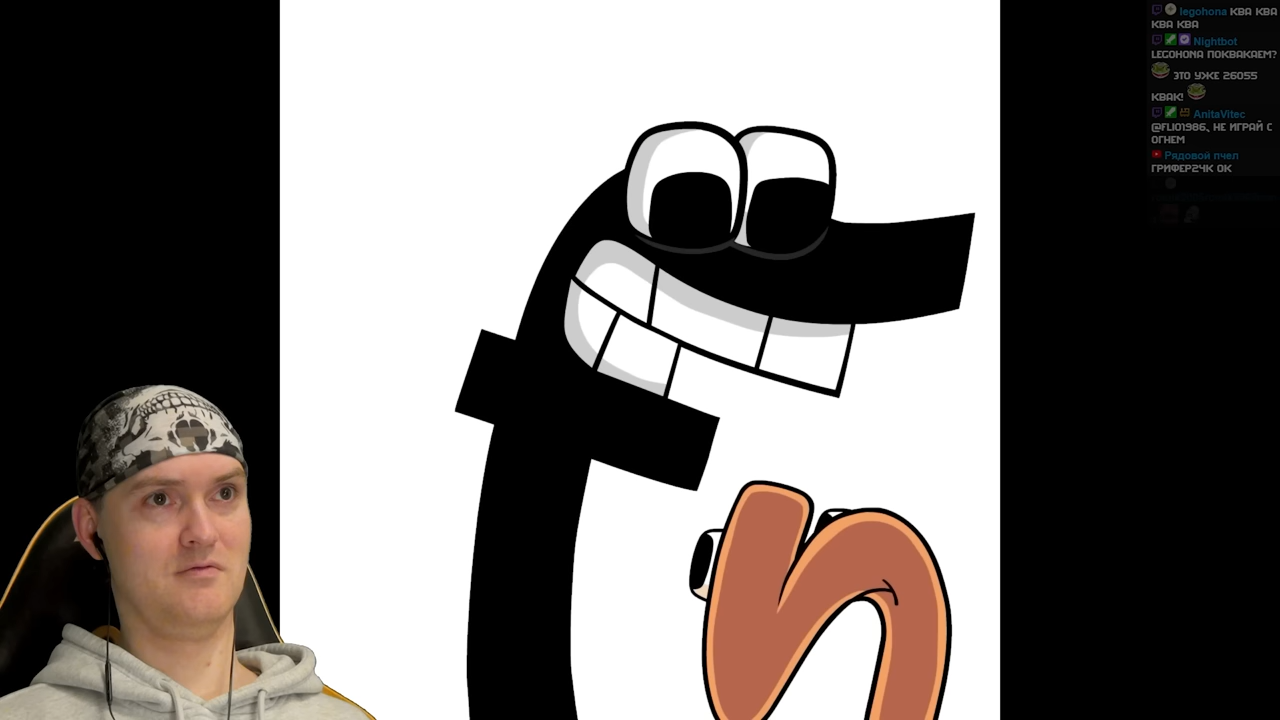 legohona КВА КВА
КВА КВА
Nightbot
LEGOHONA ПОКВАКАЕМ?
ЭТО УЖЕ 26055
КВАК!
AnitaVitec
@FLIO1986, НЕ ИГРАЙ С
ОГНЕМ
Рядовой пчел
ГРИФЕР24К ОК